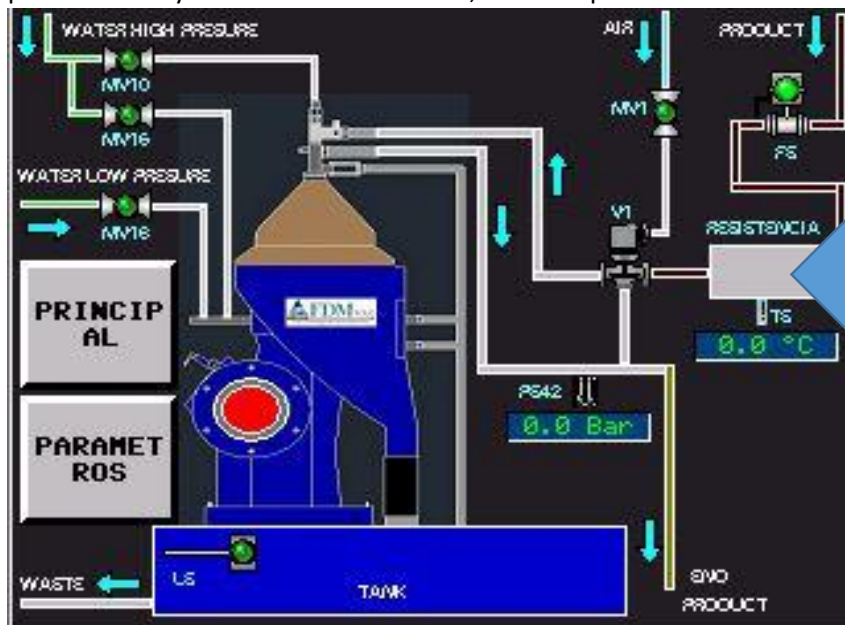 WATER HIGH PRESURE
AIR
PRODUCT
MV10
MV16
MV1
FS
WATER LOW PRESURE
MV16
V1
RESISTENCIA
PRINCIP
AL
TS
0.0 °C
PS42
0.0 Bar
PARAMET
ROS
WASTE
LS
TANK
END
PRODUCT